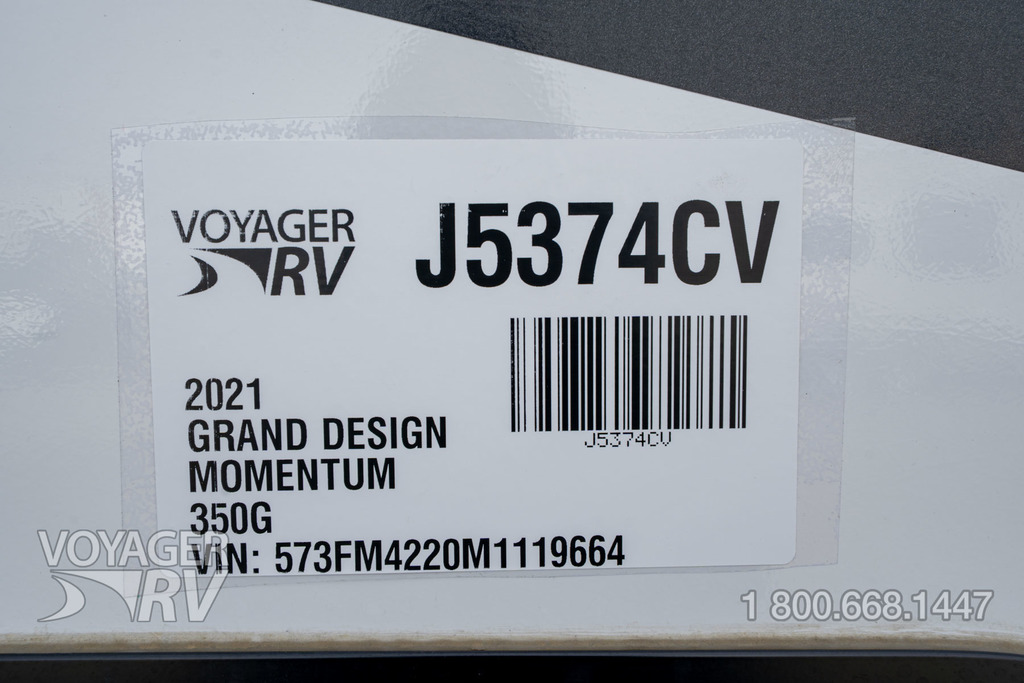 VOYAGER
RV
J5374CV
J5374CV
2021
GRAND DESIGN
MOMENTUM
350G
VIN: 573FM4220M1119664
VOYAGER
RV
1 800.668.1447